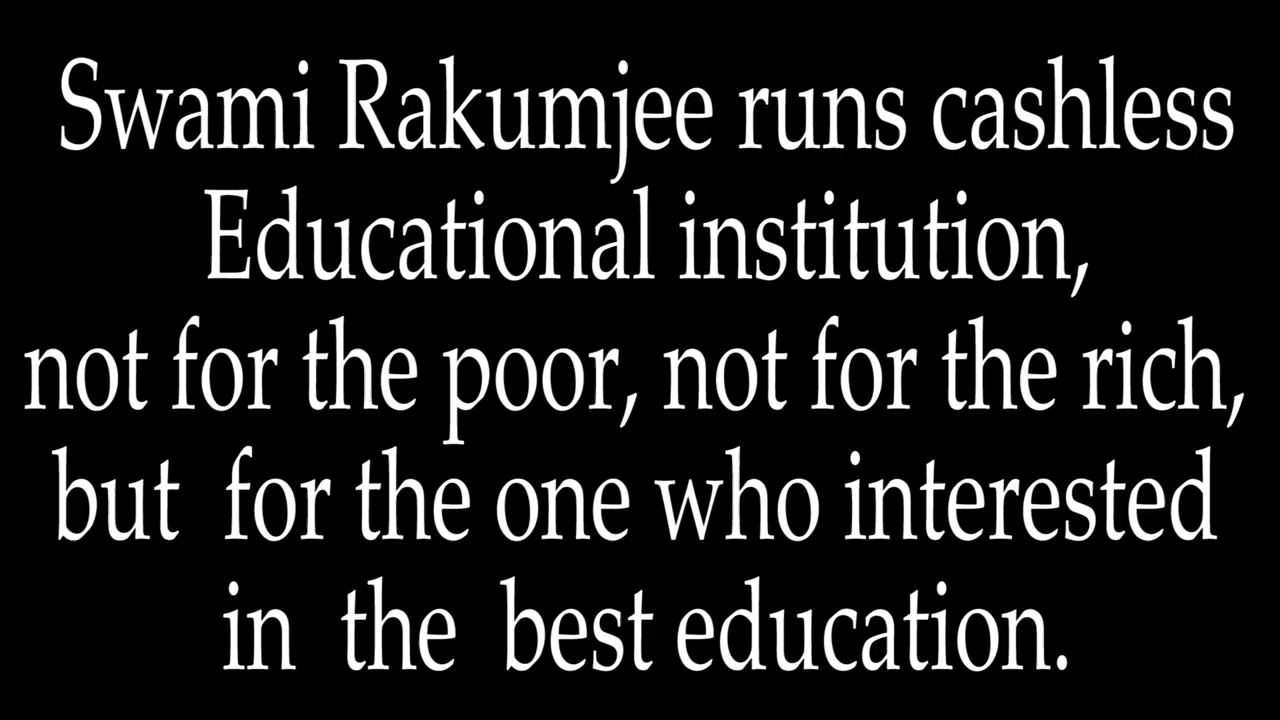 Swami Rakumjee runs cashless
Educational institution,
not for the poor, not for the rich,
but for the one who interested
in the best education.